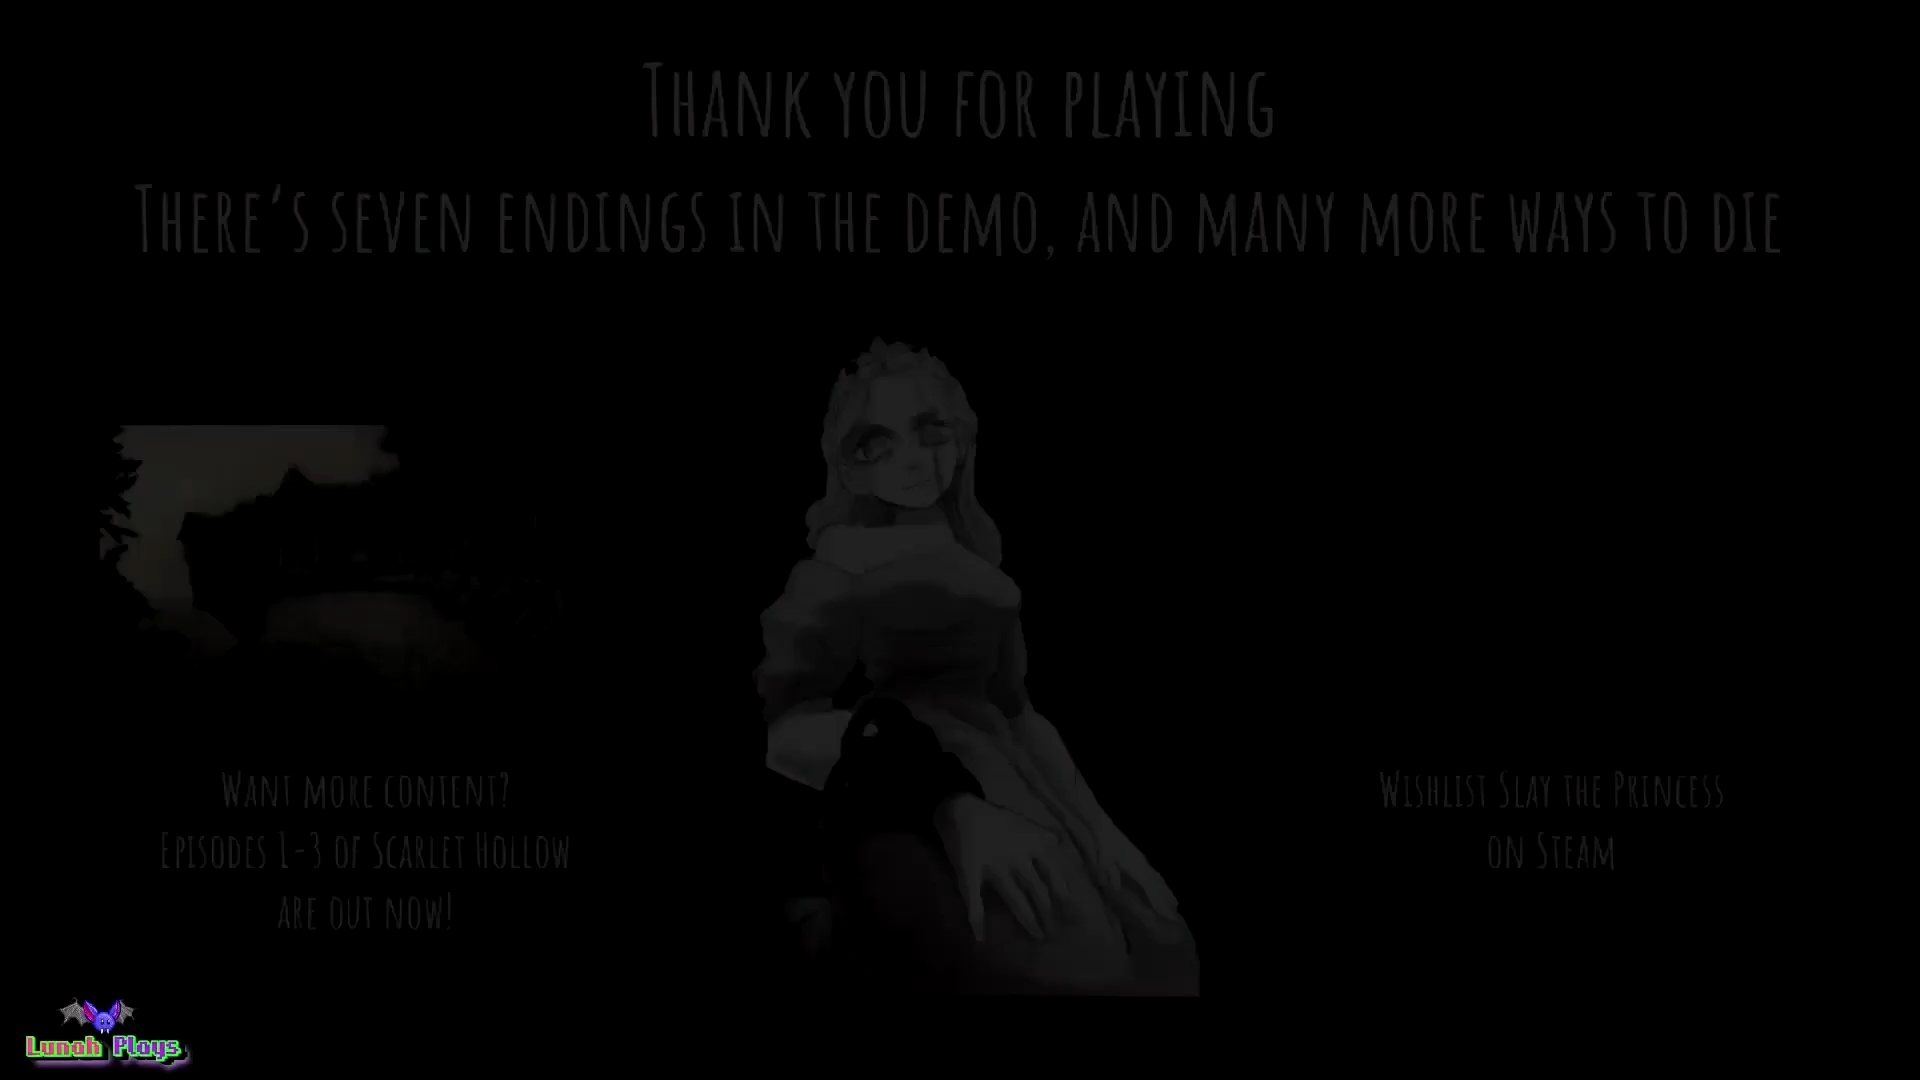 Thank you for playing
There's seven endings in the demo, and many more ways to die
Want more content?
Episodes 1-3 of Scarlet Hollow
are out now!
Wishlist Slay the Princess
on Steam
Lunah Plays